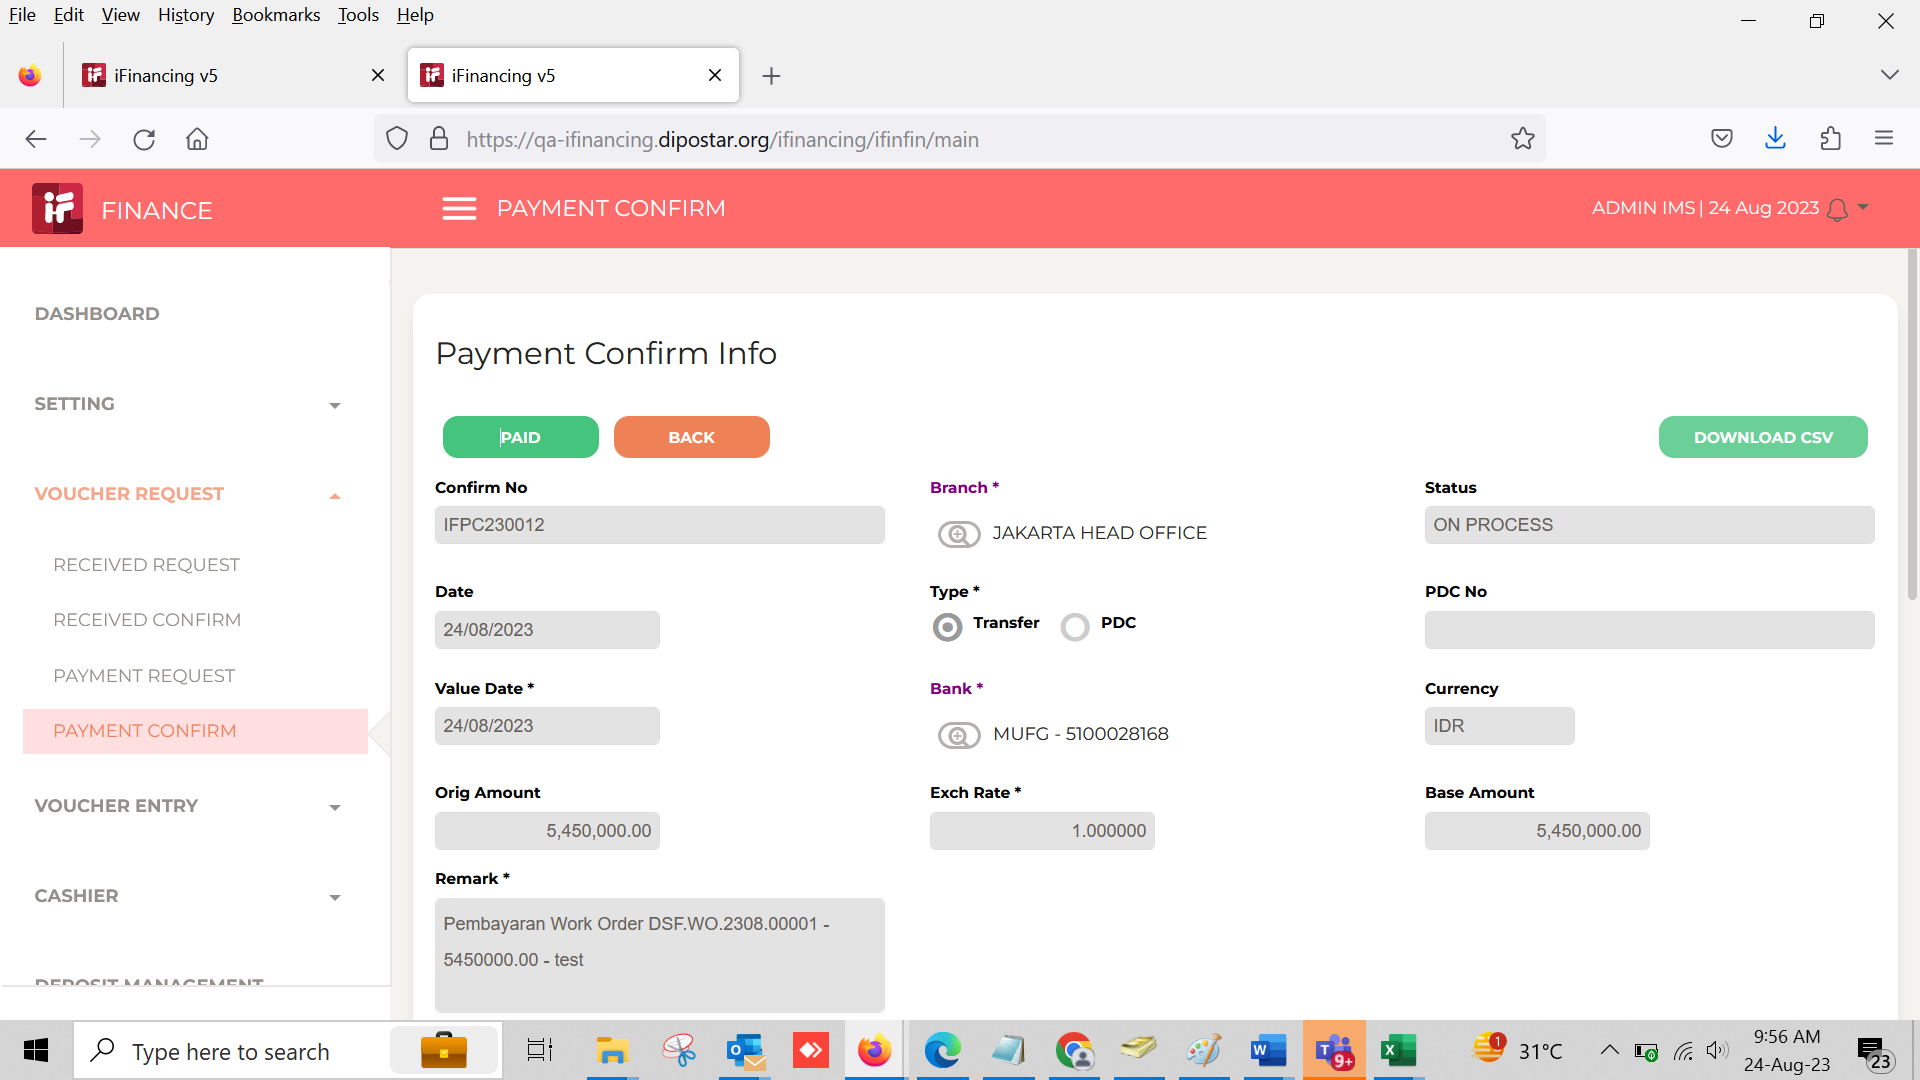 File Edit View History Bookmarks Tools Help
iFinancing v5
iFinancing v5
https://qa-ifinancing.dipostar.org/ifinancing/ifinfin/main
iF FINANCE
PAYMENT CONFIRM
ADMIN IMS | 24 Aug 2023
DASHBOARD
SETTING
VOUCHER REQUEST
RECEIVED REQUEST
RECEIVED CONFIRM
PAYMENT REQUEST
PAYMENT CONFIRM
VOUCHER ENTRY
CASHIER
DEPOSIT MANAGEMENT
Payment Confirm Info
PAID BACK DOWNLOAD CSV
Confirm No Branch * Status
IFPC230012 JAKARTA HEAD OFFICE ON PROCESS
Date Type * PDC No
24/08/2023 Transfer PDC
Value Date * Bank * Currency
24/08/2023 MUFG - 5100028168 IDR
Orig Amount Exch Rate * Base Amount
5,450,000.00 1.000000 5,450,000.00
Remark *
Pembayaran Work Order DSF.WO.2308.00001 -
5450000.00 - test
Type here to search
9+
1
31°C
9:56 AM
24-Aug-23
23